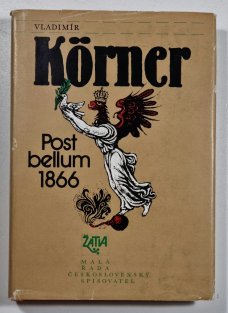 VLADIMÍR
Körner
Post
bellum
1866
ŽATVA
MALÁ
ŘADA
ČESKOSLOVENSKÝ
SPISOVATEL